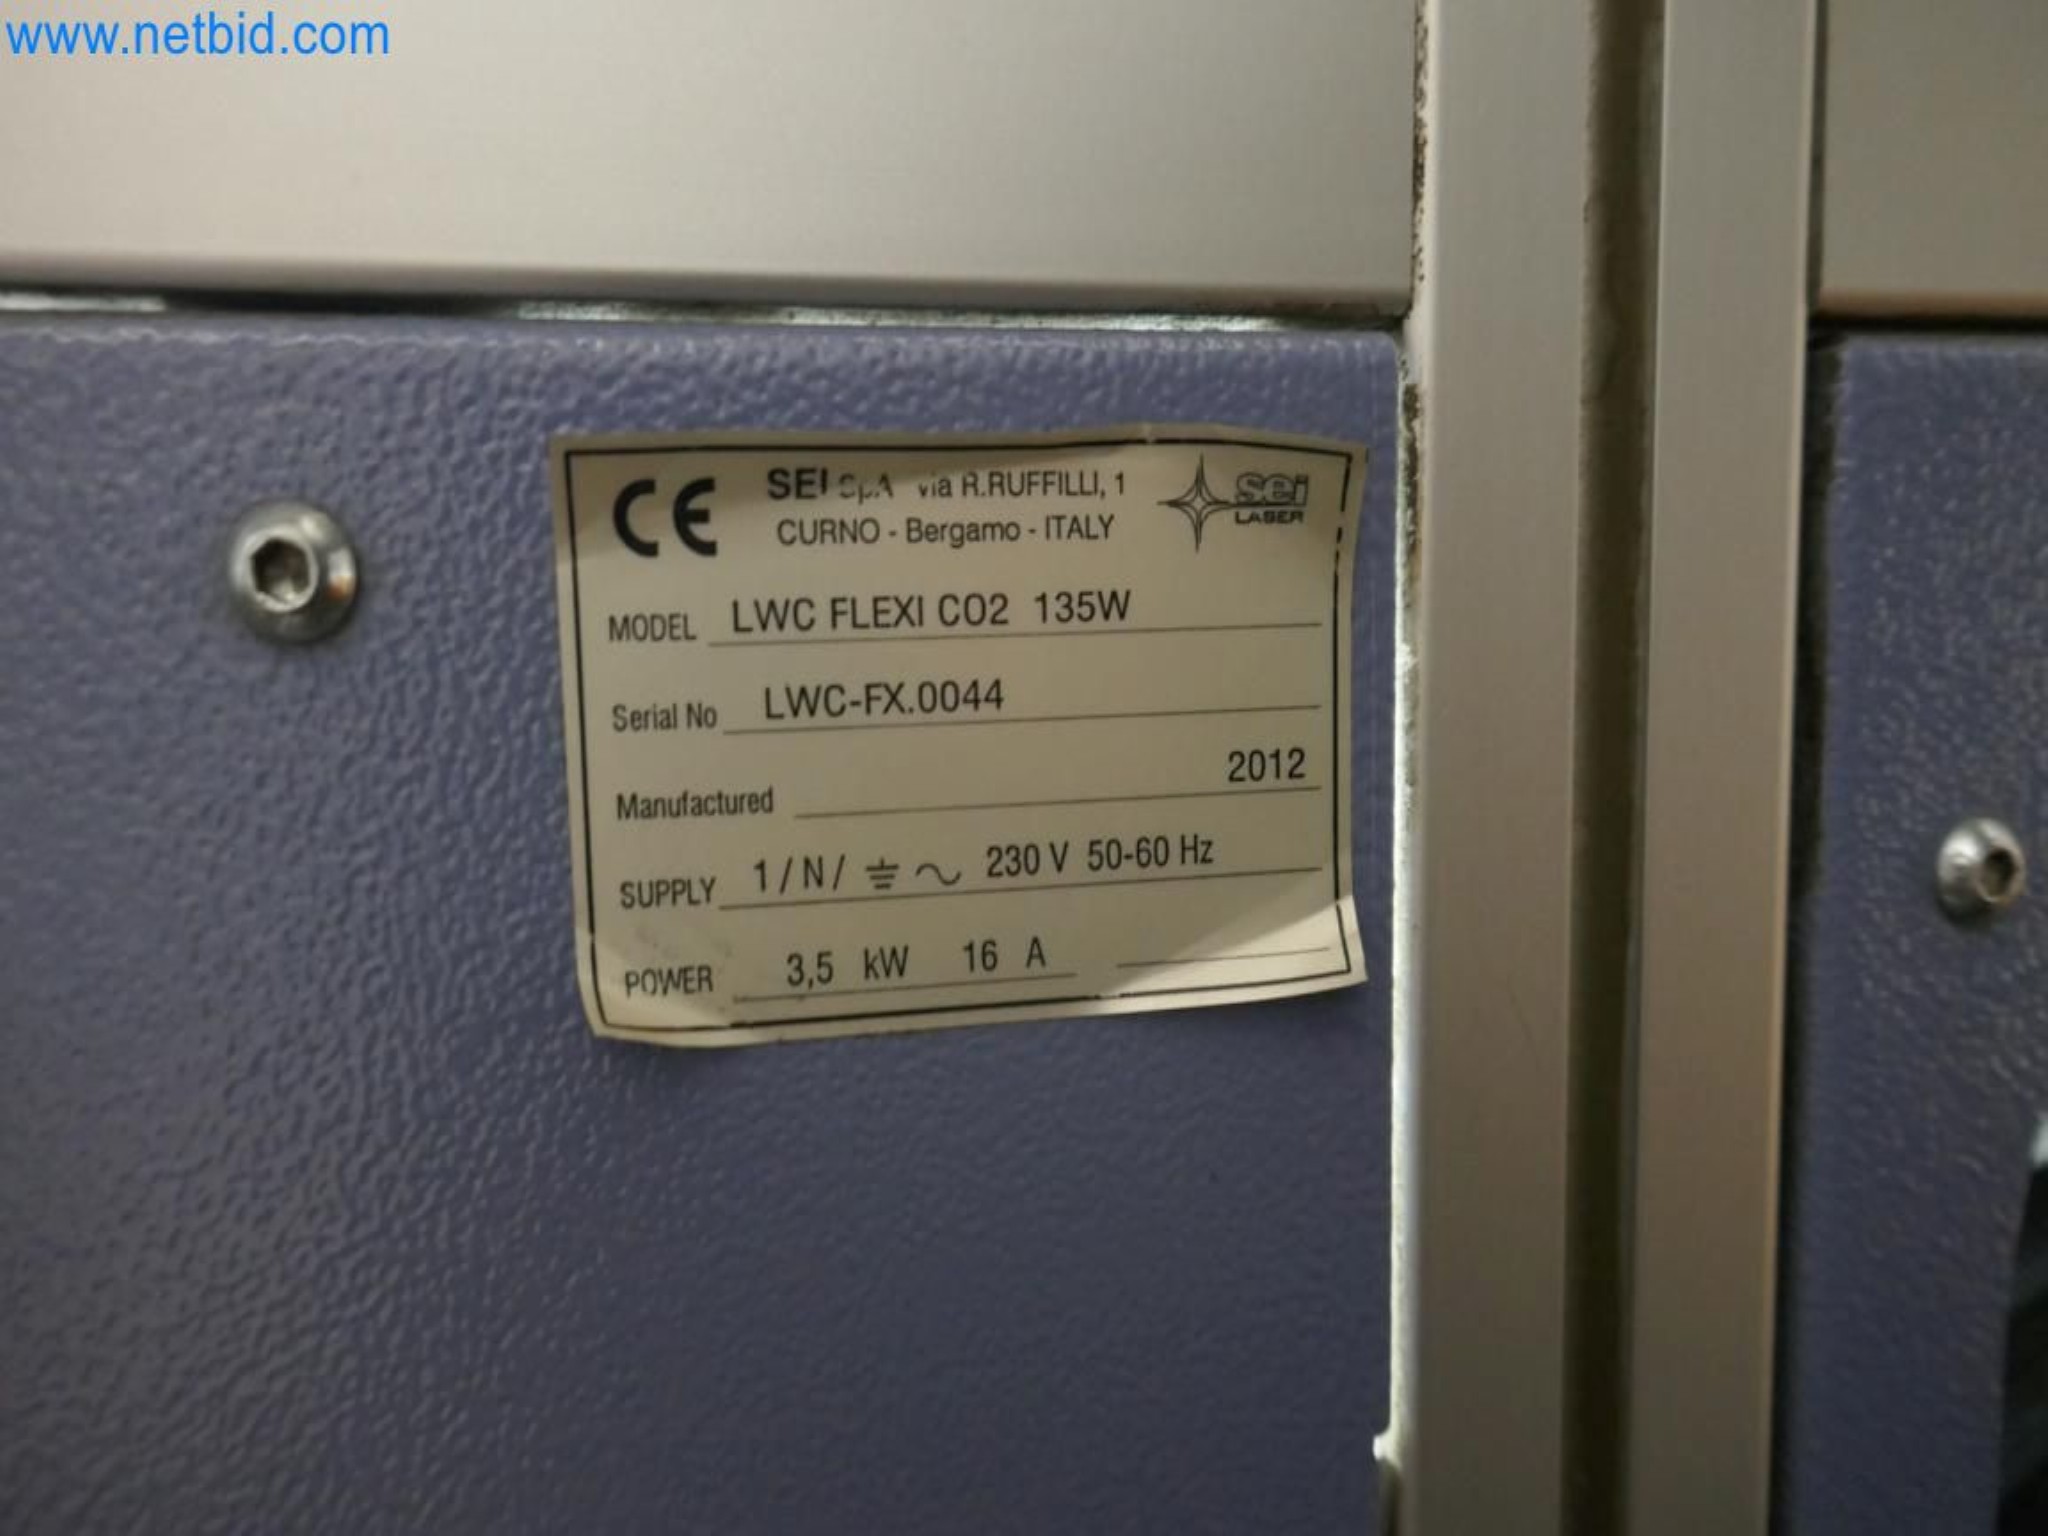 www.netbid.com
CE SEI SpA via R.RUFFILLI, 1 sei LASER
CURNO - Bergamo - ITALY
MODEL LWC FLEXI CO2 135W
Serial No LWC-FX.0044
Manufactured 2012
SUPPLY 1 / N / ⏚ ~ 230 V 50-60 Hz
POWER 3,5 kW 16 A